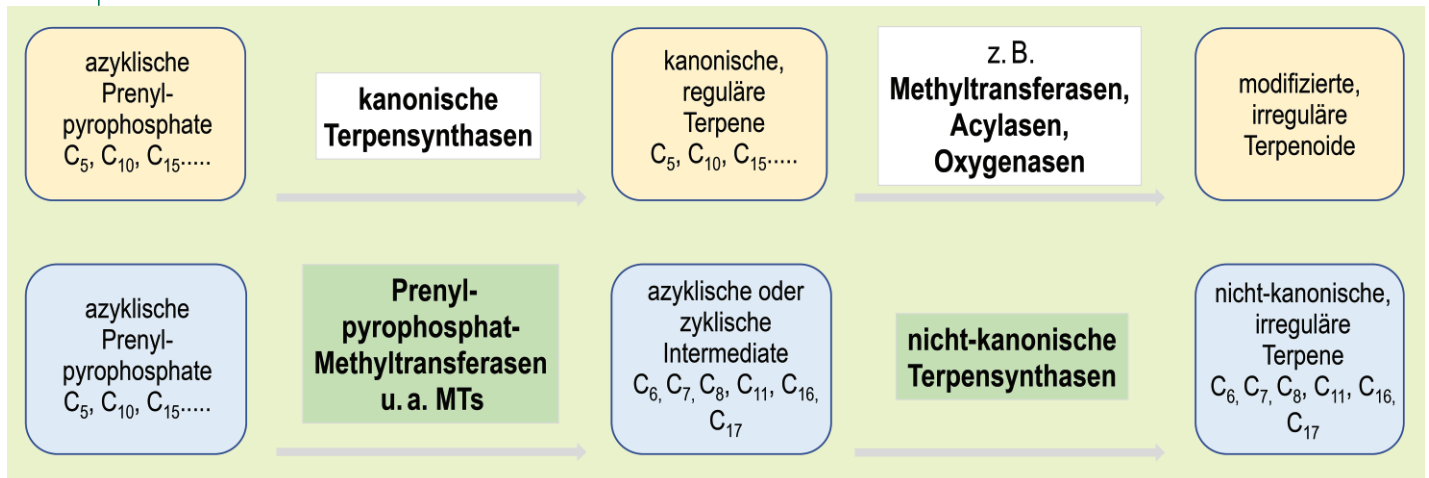 azyklische
Prenyl-
pyrophosphate
C5, C10, C15.....
kanonische
Terpensynthasen
kanonische,
reguläre
Terpene
C5, C10, C15.....
z. B.
Methyltransferasen,
Acylasen,
Oxygenasen
modifizierte,
irreguläre
Terpenoide
azyklische
Prenyl-
pyrophosphate
C5, C10, C15.....
Prenyl-
pyrophosphat-
Methyltransferasen
u. a. MTs
azyklische oder
zyklische
Intermediate
C6, C7, C8, C11, C16,
C17
nicht-kanonische
Terpensynthasen
nicht-kanonische,
irreguläre
Terpene
C6, C7, C8, C11, C16,
C17